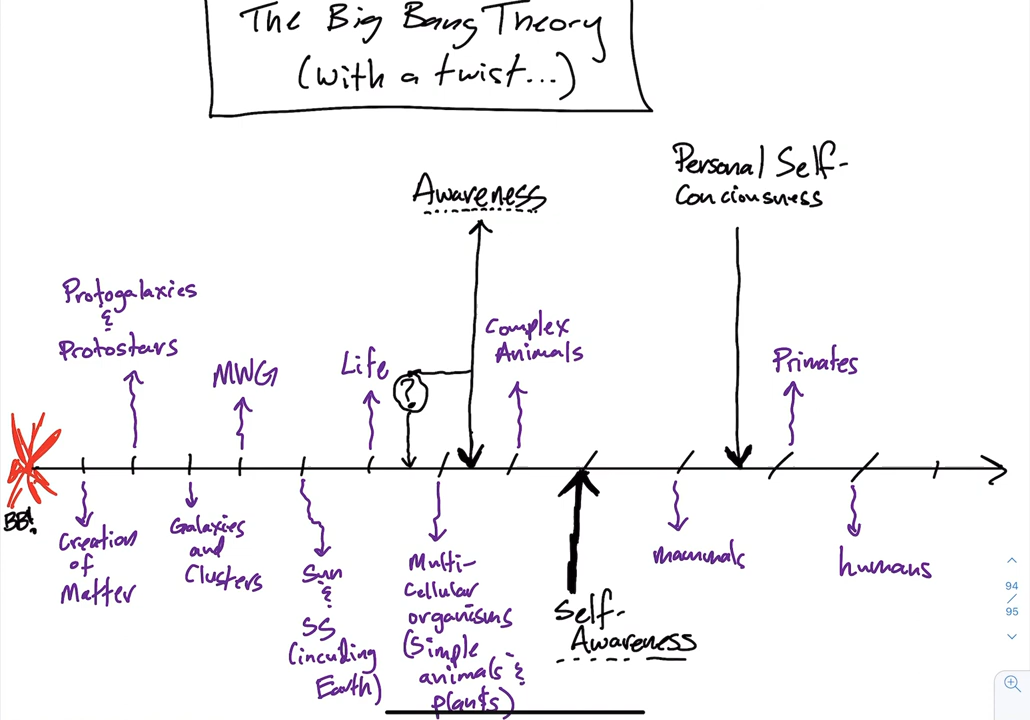 The Big Bang Theory
(with a twist...)
Personal Self-
Conciousness
Awareness
Protogalaxies
&
Protostars
MWG
Life
?
Complex
Animals
Primates
BB!
Creation
of
Matter
Galaxies
and
Clusters
Sun
&
SS
(incuding
Earth)
Multi-
Cellular
organisms
(Simple
animals &
plants)
Self-
Awareness
mammals
humans
94
/
95